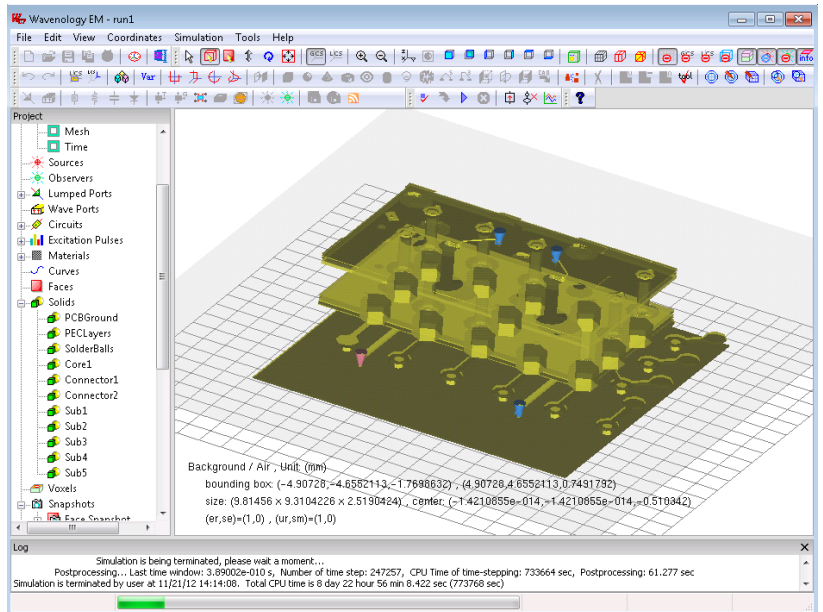 Wavenology EM - run1
File Edit View Coordinates Simulation Tools Help
GCS UCS GCS UCS info
UCS Var
Project
Mesh
Time
Sources
Observers
Lumped Ports
Wave Ports
Circuits
Excitation Pulses
Materials
Curves
Faces
Solids
PCBGround
PECLayers
SolderBalls
Core1
Connector1
Connector2
Sub1
Sub2
Sub3
Sub4
Sub5
Voxels
Snapshots
Face Snapshot
Background / Air , Unit: (mm)
bounding box: (-4.90728,-4.6552113,-1.7698632) , (4.90728,4.6552113,0.7491792)
size: (9.81456 × 9.3104226 × 2.5190424) , center: (-1.4210855e-014,-1.4210855e-014,-0.510342)
(er,se)=(1,0) , (ur,sm)=(1,0)
Log
Simulation is being terminated, please wait a moment...
Postprocessing... Last time window: 3.89002e-010 s, Number of time step: 247257, CPU Time of time-stepping: 733664 sec, Postprocessing: 61.277 sec
Simulation is terminated by user at 11/21/12 14:14:08. Total CPU time is 8 day 22 hour 56 min 8.422 sec (773768 sec)